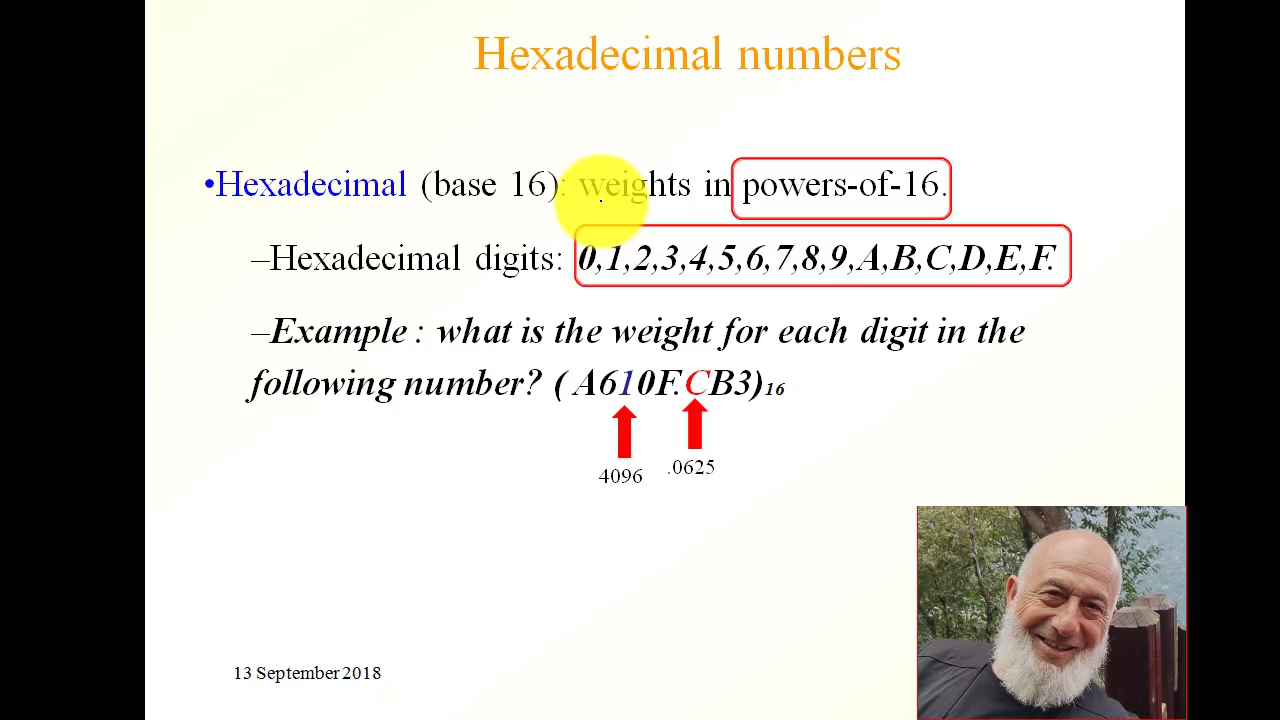 Hexadecimal numbers
•Hexadecimal (base 16): weights in powers-of-16.
–Hexadecimal digits: 0,1,2,3,4,5,6,7,8,9,A,B,C,D,E,F.
–Example : what is the weight for each digit in the
following number? ( A610F.CB3)16
4096 .0625
13 September 2018